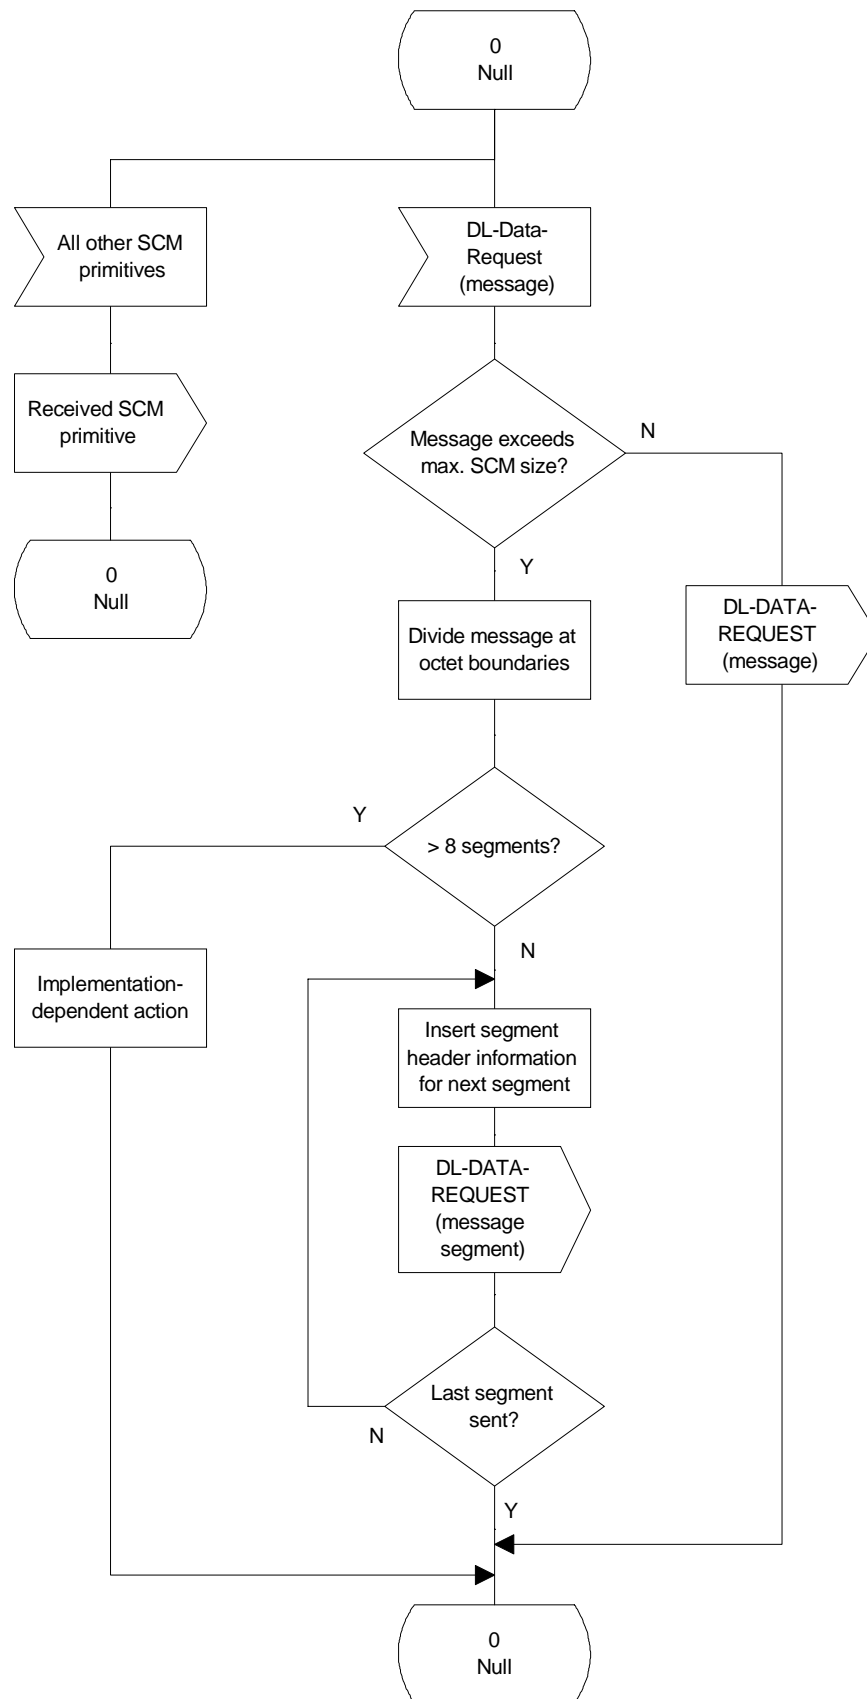 0
Null
All other SCM
primitives
DL-Data-
Request
(message)
Received SCM
primitive
Message exceeds
max. SCM size?
N
0
Null
Y
Divide message at
octet boundaries
DL-DATA-
REQUEST
(message)
Y
> 8 segments?
N
Implementation-
dependent action
Insert segment
header information
for next segment
DL-DATA-
REQUEST
(message
segment)
Last segment
sent?
N
Y
0
Null